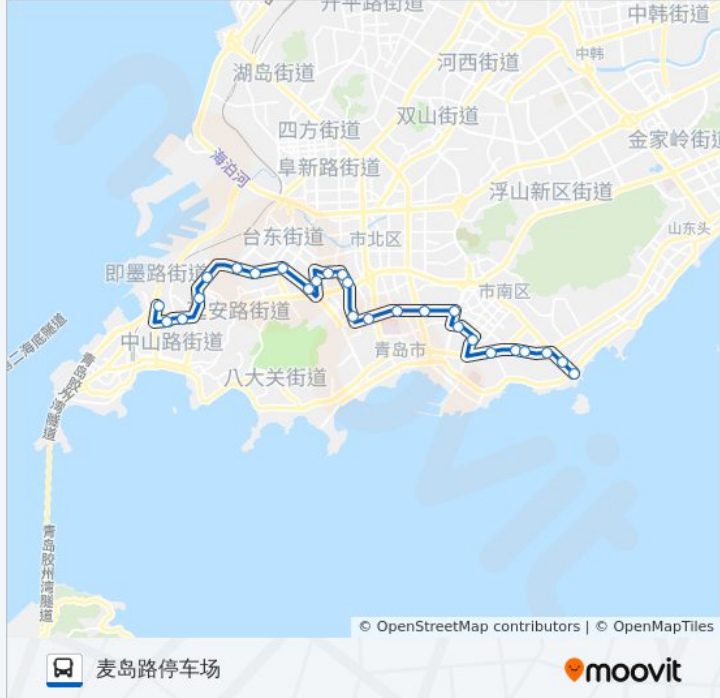 升平路街道
中韩街道
湖岛街道
河西街道
中韩
双山街道
四方街道
金家岭街道
海泊河
阜新路街道
浮山新区街道
山东头
台东街道
市北区
即墨路街道
市南区
延安路街道
中山路街道
青岛市
八大关街道
青岛胶州湾隧道
青岛胶州湾隧道
© OpenStreetMap contributors | © OpenMapTiles
麦岛路停车场
moovit